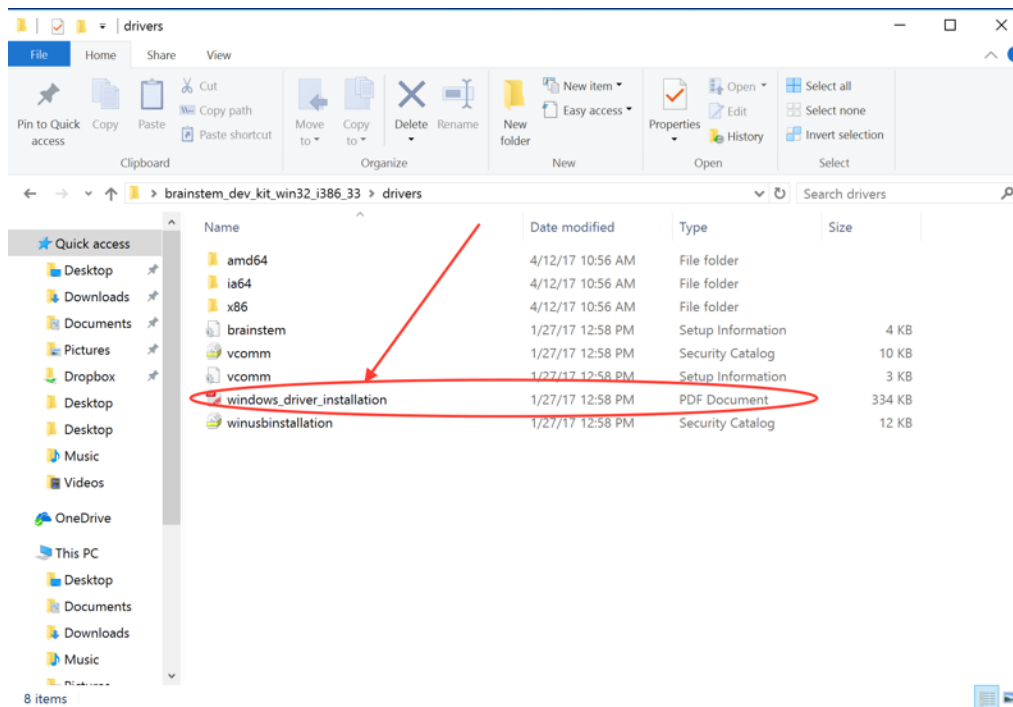 drivers
File Home Share View
Pin to Quick access
Copy
Paste
Cut
Copy path
Paste shortcut
Clipboard
Move to
Copy to
Delete
Rename
Organize
New folder
New item
Easy access
New
Properties
Open
Edit
History
Open
Select all
Select none
Invert selection
Select
brainstem_dev_kit_win32_i386_33 > drivers
Search drivers
Name Date modified Type Size
Quick access
Desktop
Downloads
Documents
Pictures
Dropbox
Desktop
Desktop
Music
Videos
OneDrive
This PC
Desktop
Documents
Downloads
Music
amd64 4/12/17 10:56 AM File folder
ia64 4/12/17 10:56 AM File folder
x86 4/12/17 10:56 AM File folder
brainstem 1/27/17 12:58 PM Setup Information 4 KB
vcomm 1/27/17 12:58 PM Security Catalog 10 KB
vcomm 1/27/17 12:58 PM Setup Information 3 KB
windows_driver_installation 1/27/17 12:58 PM PDF Document 334 KB
winusbinstallation 1/27/17 12:58 PM Security Catalog 12 KB
8 items